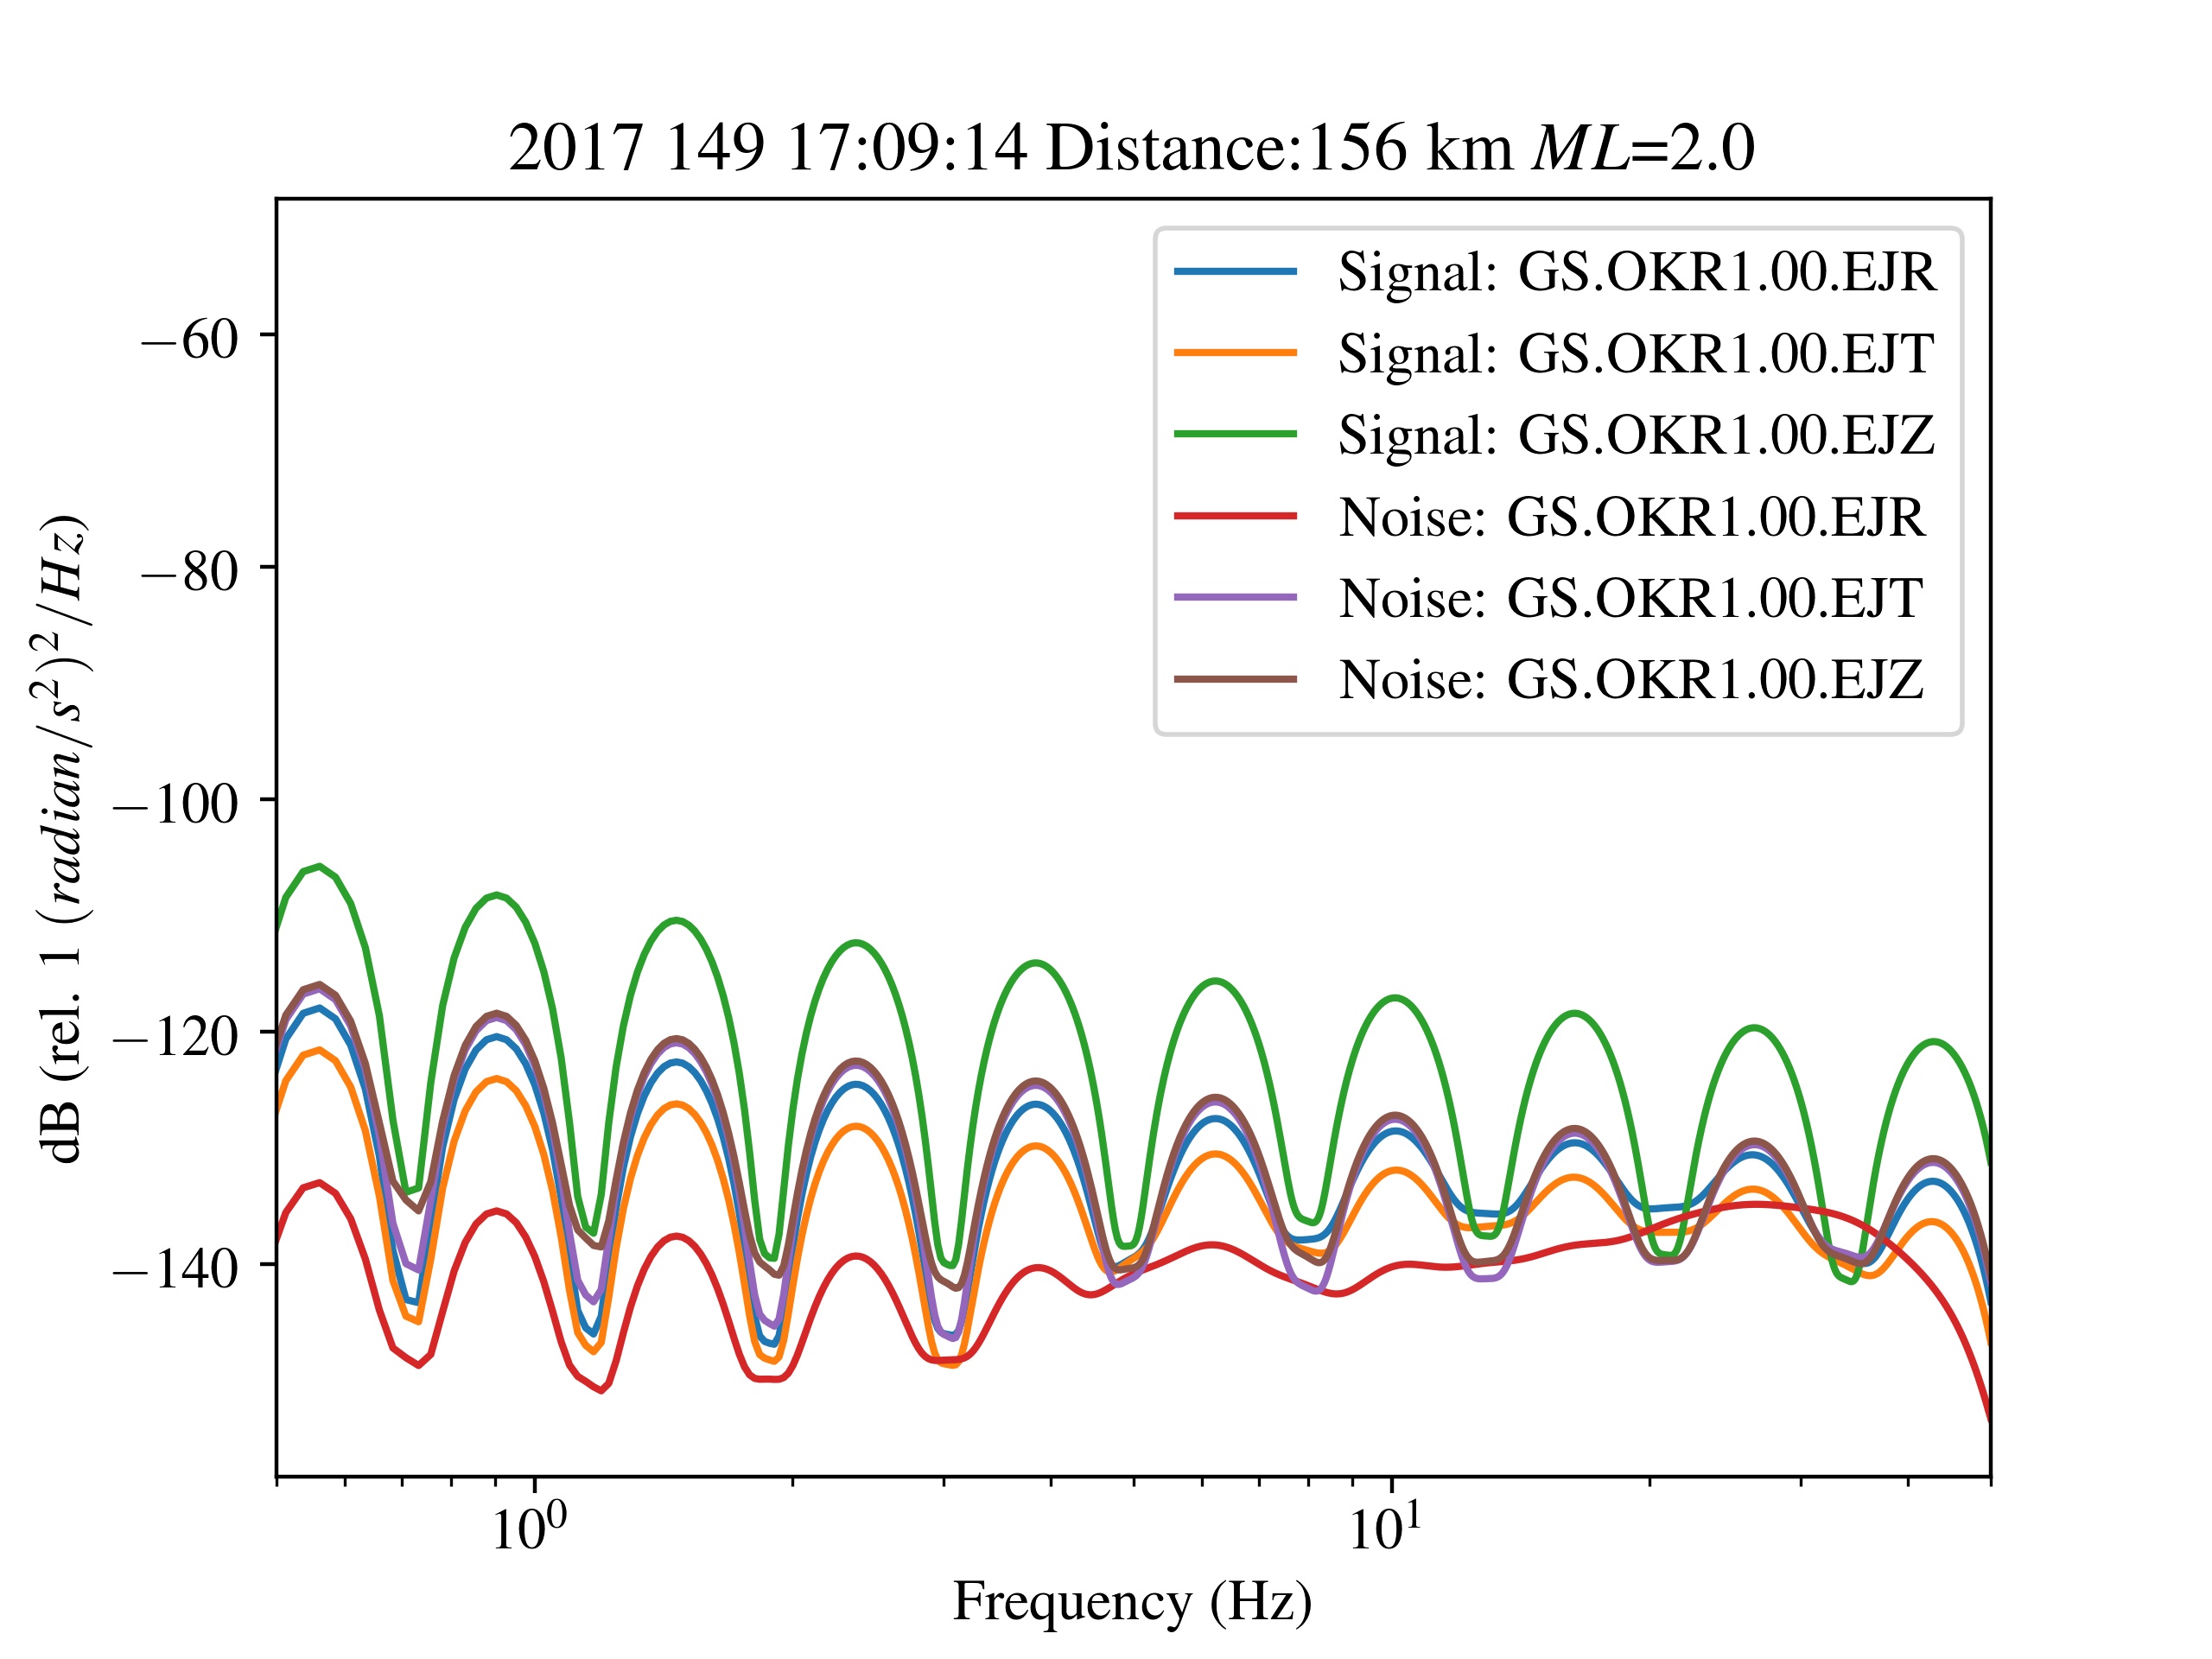 2017 149 17:09:14 Distance:156 km ML=2.0
Signal: GS.OKR1.00.EJR
Signal: GS.OKR1.00.EJT
Signal: GS.OKR1.00.EJZ
Noise: GS.OKR1.00.EJR
Noise: GS.OKR1.00.EJT
Noise: GS.OKR1.00.EJZ
−60
−80
−100
−120
−140
dB (rel. 1 (radian/s²)²/Hz)
10⁰
10¹
Frequency (Hz)